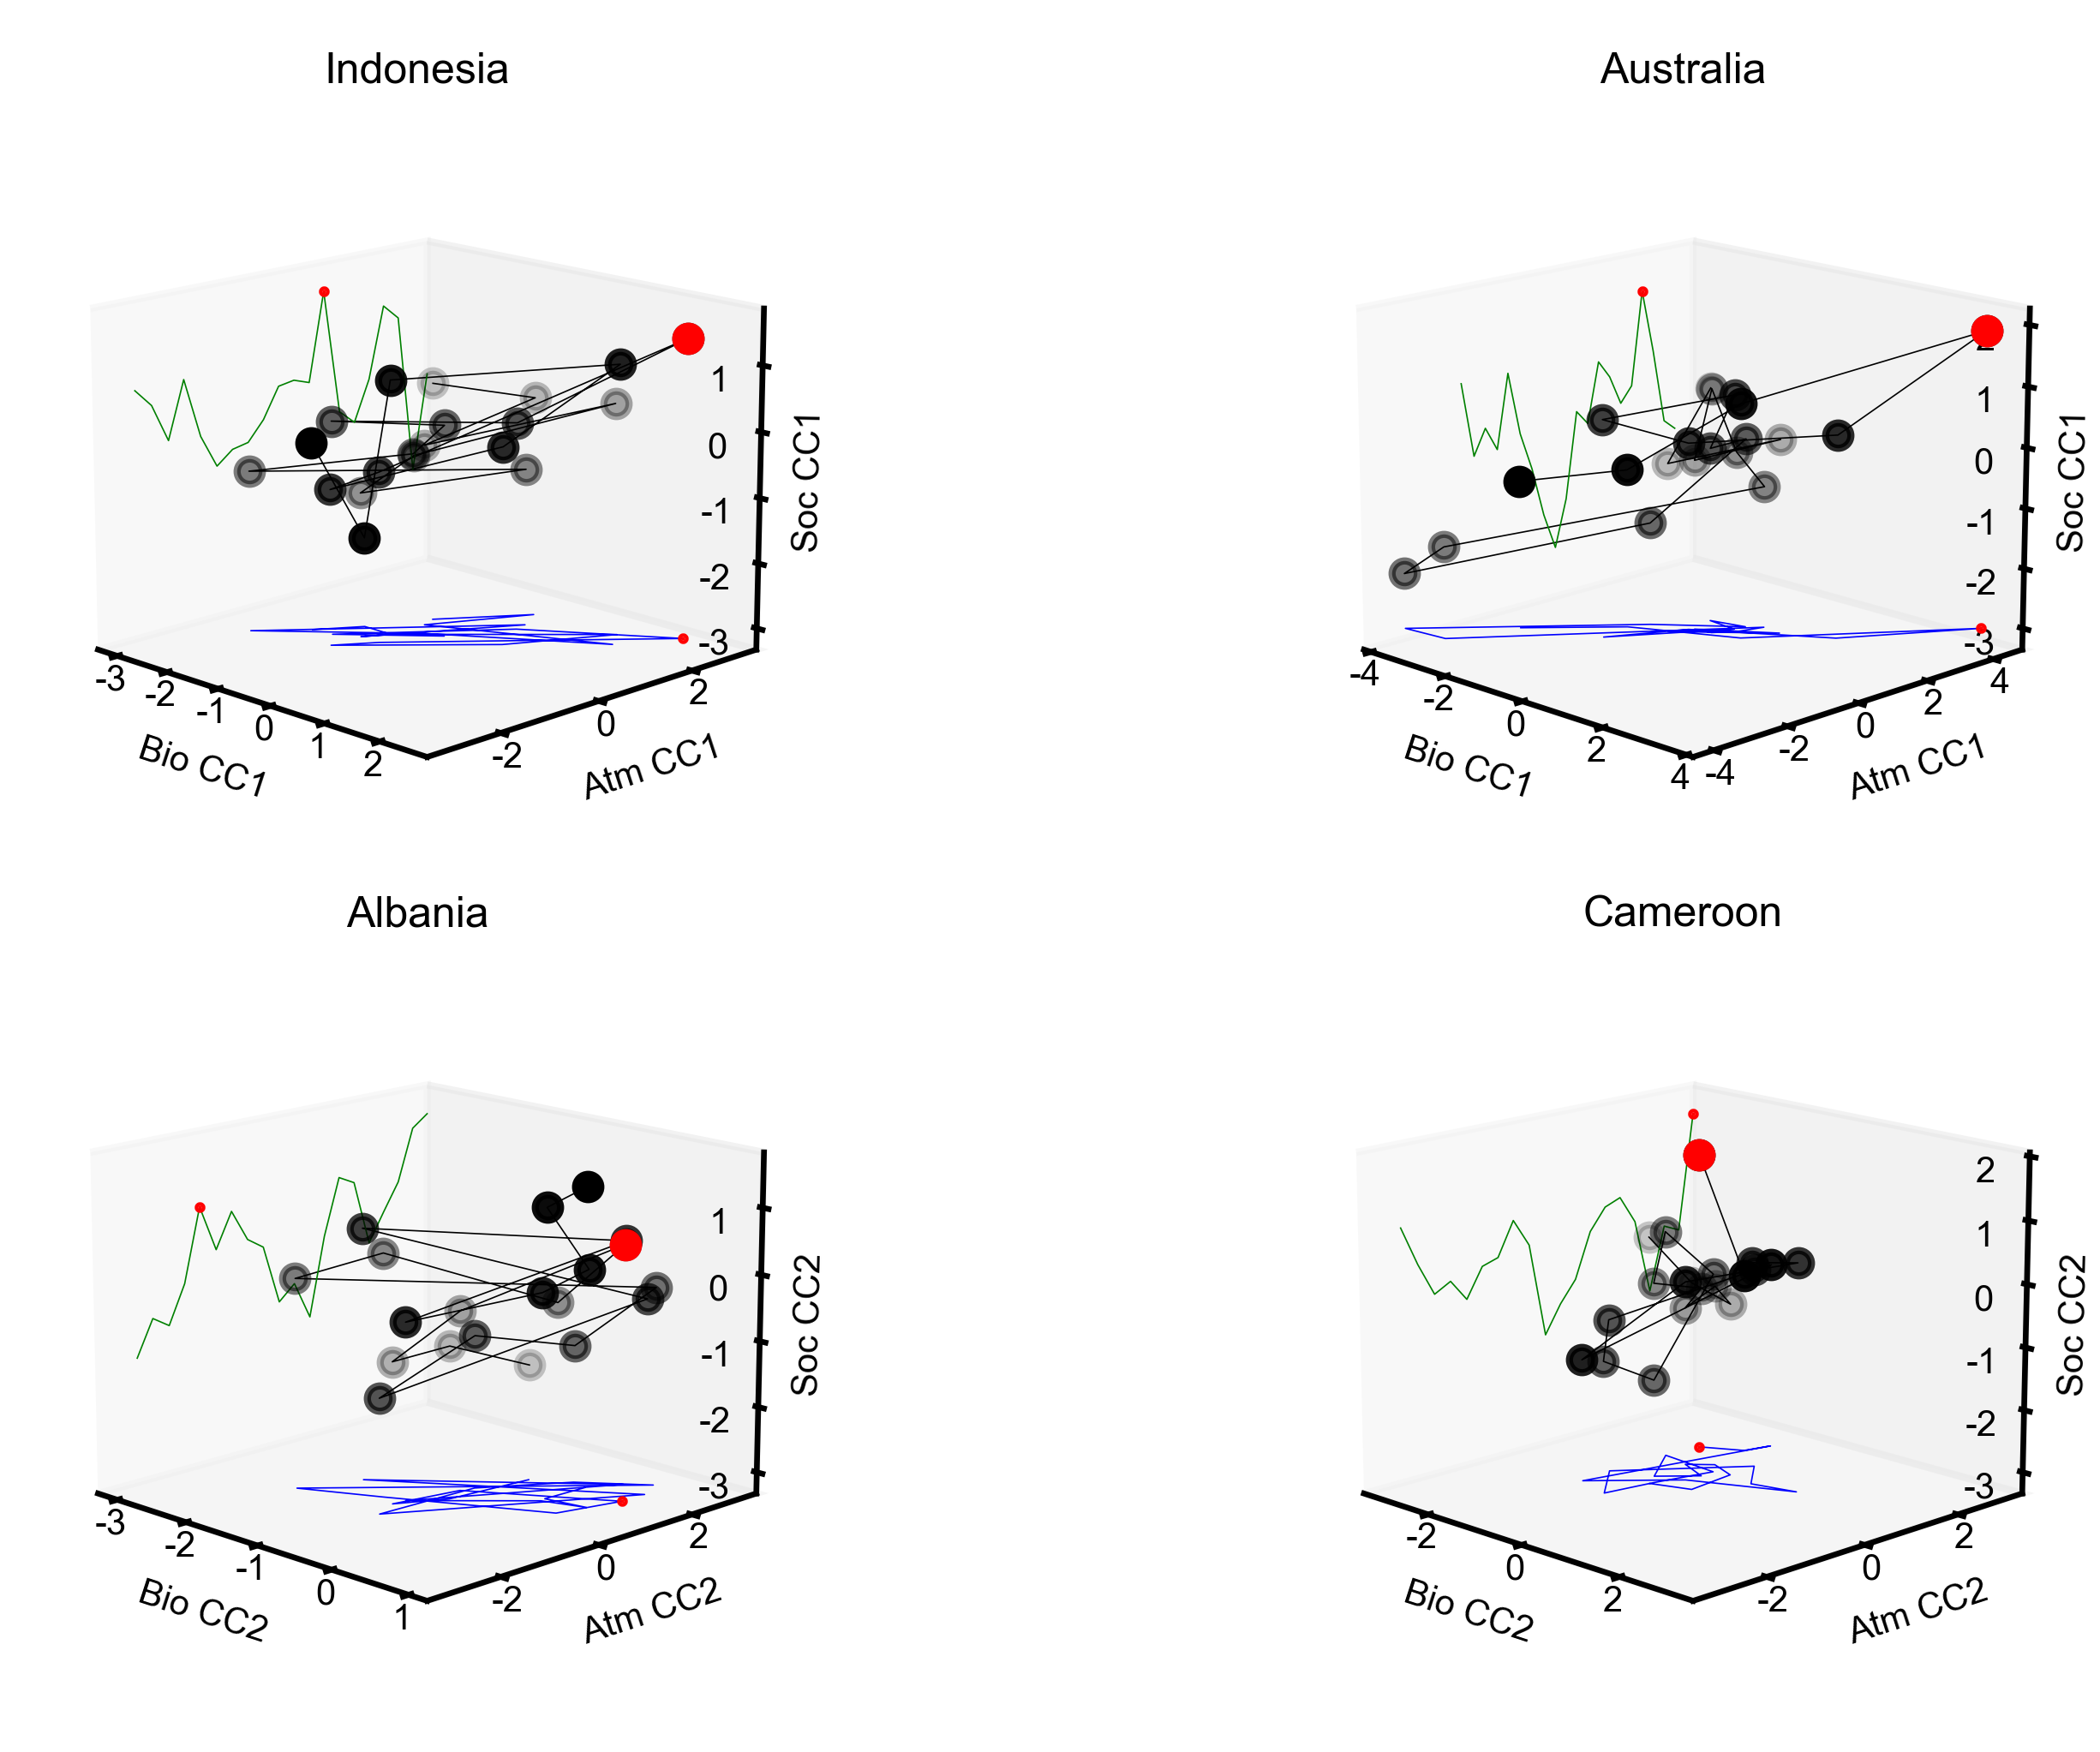 Indonesia
1
0
-1
-2
-3
Soc CC1
-3 -2 -1 0 1 2
Bio CC1
-2 0 2
Atm CC1
Australia
2
1
0
-1
-2
-3
Soc CC1
-4 -2 0 2 4
Bio CC1
-4 -2 0 2 4
Atm CC1
Albania
1
0
-1
-2
-3
Soc CC2
-3 -2 -1 0 1
Bio CC2
-2 0 2
Atm CC2
Cameroon
2
1
0
-1
-2
-3
Soc CC2
-2 0 2
Bio CC2
-2 0 2
Atm CC2